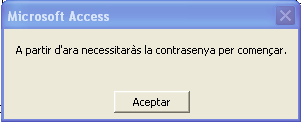 Microsoft Access
A partir d'ara necessitaràs la contrasenya per començar.
Aceptar